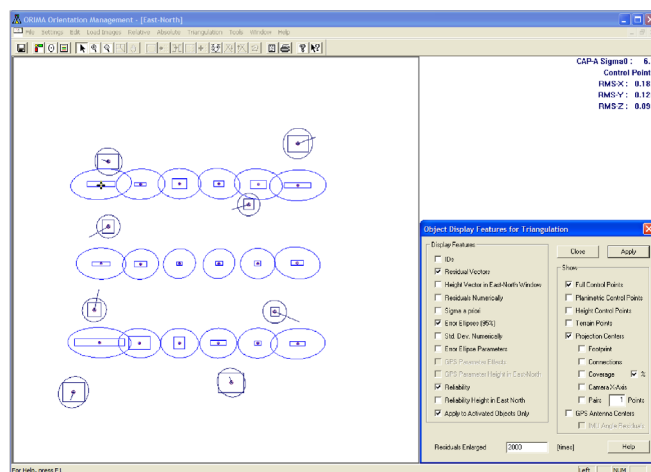 ORIMA Orientation Management - [East-North]
File Settings Edit Load Images Relative Absolute Triangulation Tools Window Help
CAP-A Sigma0 : 6.
Control Point
RMS-X : 0.18
RMS-Y : 0.12
RMS-Z : 0.09
Object Display Features for Triangulation
Display Features
IDs
Residual Vectors
Height Vector in East-North Window
Residuals Numerically
Sigma a priori
Error Ellipses (95%)
Std. Dev. Numerically
Error Ellipse Parameters
GPS Parameter Effects
GPS Parameter Height in East-North
Reliability
Reliability Height in East North
Apply to Activated Objects Only
Residuals Enlarged 2000 [times]
Close Apply
Show
Full Control Points
Planimetric Control Points
Height Control Points
Terrain Points
Projection Centers
Footprint
Connections
Coverage %
Camera X-Axis
Pairs 1 Points
GPS Antenna Centers
IMU Angle Residuals
Help
For Help, press F1
Left NUM